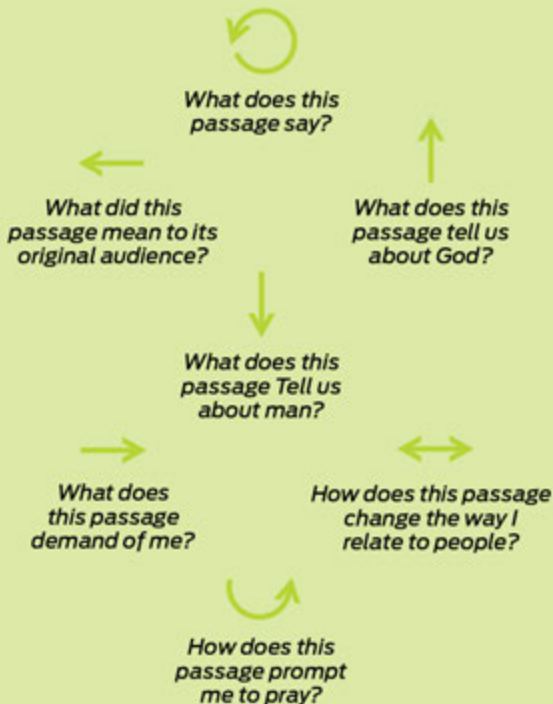 What does this
passage say?
What did this
passage mean to its
original audience?
What does this
passage tell us
about God?
What does this
passage Tell us
about man?
What does
this passage
demand of me?
How does this passage
change the way I
relate to people?
How does this
passage prompt
me to pray?